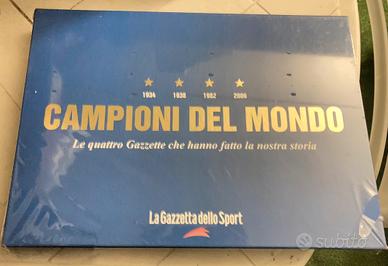 1934 1938 1982 2006
CAMPIONI DEL MONDO
Le quattro Gazzette che hanno fatto la nostra storia
La Gazzetta dello Sport
subito